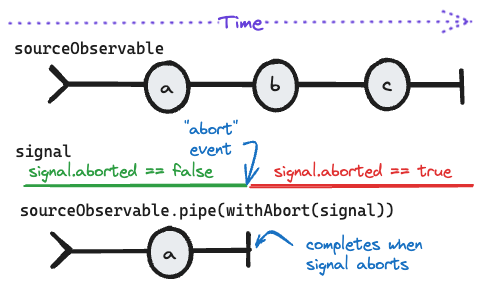 Time
sourceObservable
a
b
c
"abort"
event
signal
signal.aborted == false
signal.aborted == true
sourceObservable.pipe(withAbort(signal))
a
completes when
signal aborts